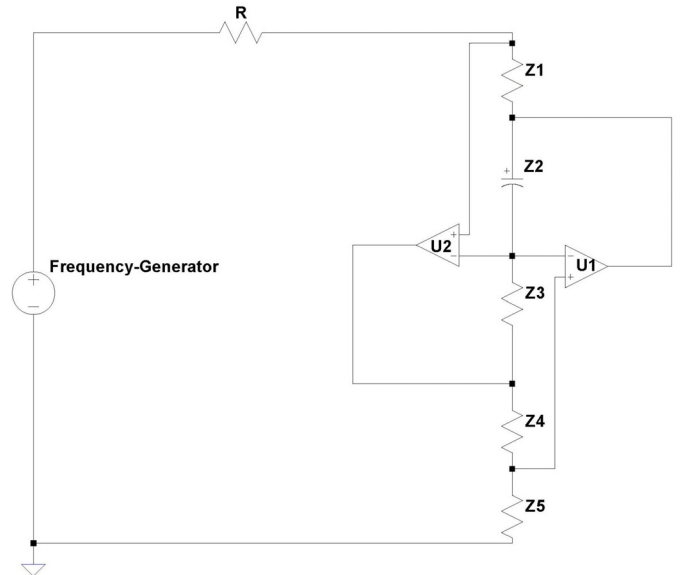 R
Z1
+
Z2
+
U2
−
−
U1
+
Frequency-Generator
+
−
Z3
Z4
Z5